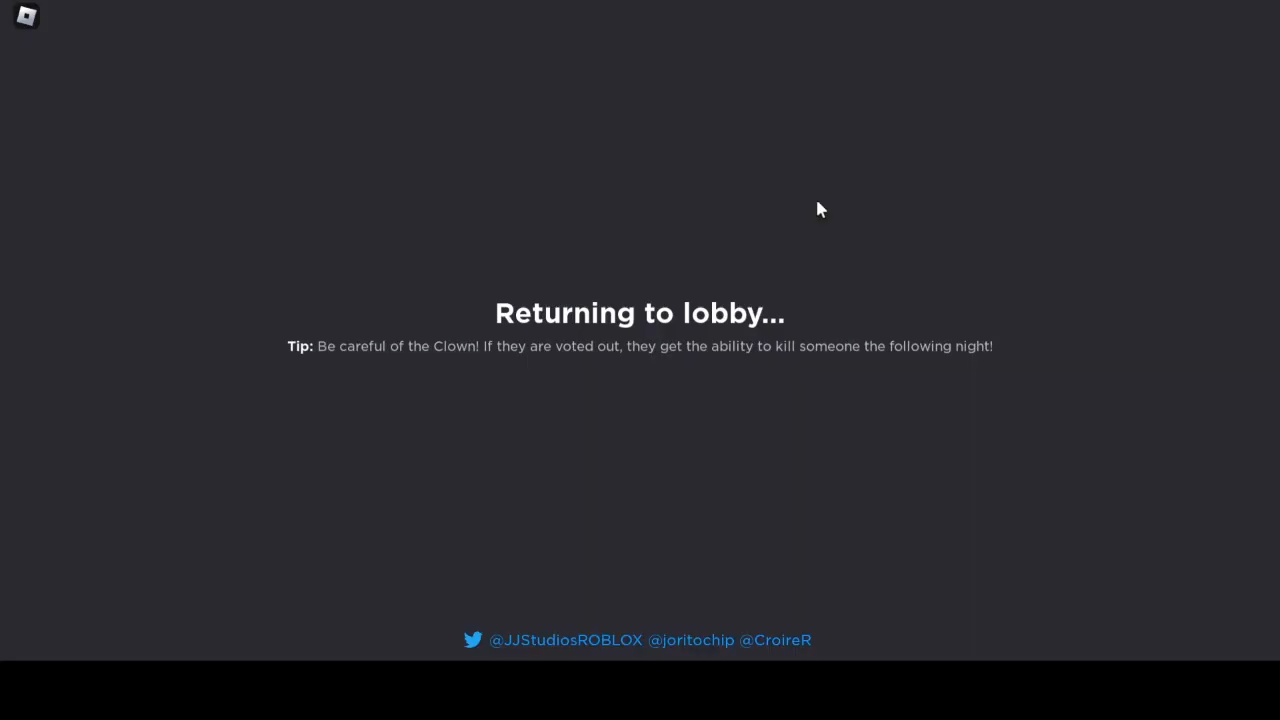 Returning to lobby...
Tip: Be careful of the Clown! If they are voted out, they get the ability to kill someone the following night!
@JJStudiosROBLOX @joritochip @CroireR